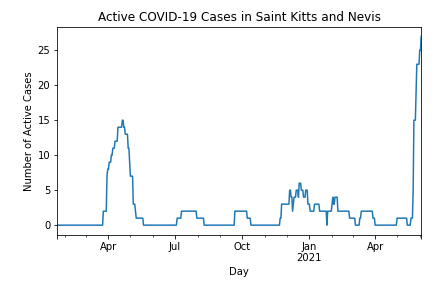 Active COVID-19 Cases in Saint Kitts and Nevis
Number of Active Cases
25
20
15
10
5
0
Apr
Jul
Oct
Jan
2021
Apr
Day